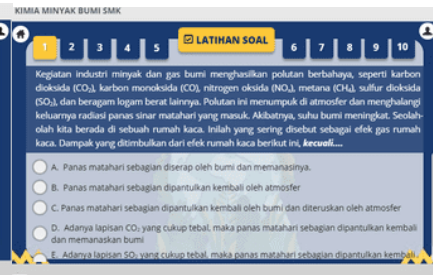 KIMIA MINYAK BUMI SMK
1 2 3 4 5 LATIHAN SOAL 6 7 8 9 10
Kegiatan industri minyak dan gas bumi menghasilkan polutan berbahaya, seperti karbon
dioksida (CO₂), karbon monoksida (CO), nitrogen oksida (NOₓ), metana (CH₄), sulfur dioksida
(SO₂), dan beragam logam berat lainnya. Polutan ini menumpuk di atmosfer dan menghalangi
keluarnya radiasi panas sinar matahari yang masuk. Akibatnya, suhu bumi meningkat. Seolah-
olah kita berada di sebuah rumah kaca. Inilah yang sering disebut sebagai efek gas rumah
kaca. Dampak yang ditimbulkan dari efek rumah kaca berikut ini, kecuali....
A. Panas matahari sebagian diserap oleh bumi dan memanasinya.
B. Panas matahari sebagian dipantulkan kembali oleh atmosfer
C. Panas matahari sebagian dipantulkan kembali oleh bumi dan diteruskan oleh atmosfer
D. Adanya lapisan CO₂ yang cukup tebal, maka panas matahari sebagian dipantulkan kembali
dan memanaskan bumi
E. Adanya lapisan SO₂ yang cukup tebal, maka panas matahari sebagian dipantulkan kembali